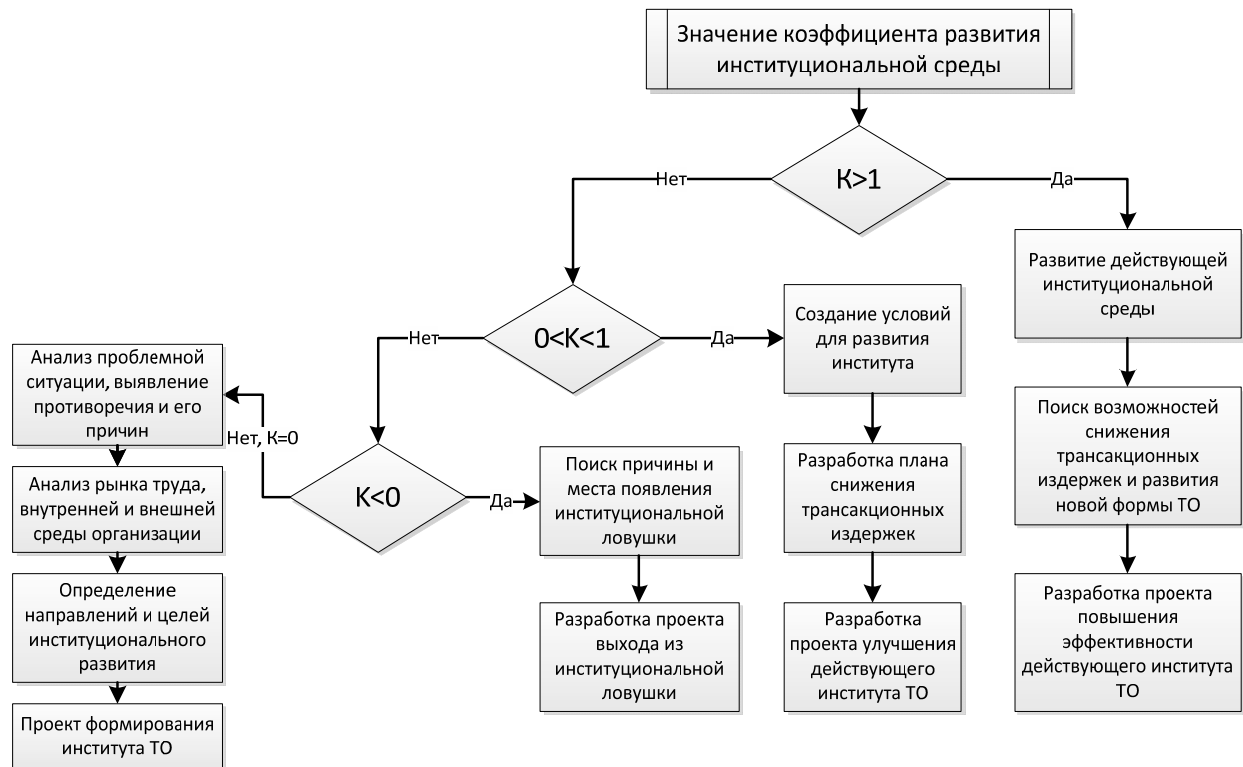 Значение коэффициента развития
институциональной среды
К>1
Нет
Да
Развитие действующей
институциональной
среды
0<К<1
Нет
Да
Создание условий
для развития
института
Анализ проблемной
ситуации, выявление
противоречия и его
причин
Нет, К=0
К<0
Да
Поиск причины и
места появления
институциональной
ловушки
Разработка плана
снижения
трансакционных
издержек
Поиск возможностей
снижения
трансакционных
издержек и развития
новой формы ТО
Анализ рынка труда,
внутренней и внешней
среды организации
Определение
направлений и целей
институционального
развития
Разработка проекта
выхода из
институциональной
ловушки
Разработка
проекта улучшения
действующего
института ТО
Разработка проекта
повышения
эффективности
действующего института
ТО
Проект формирования
института ТО